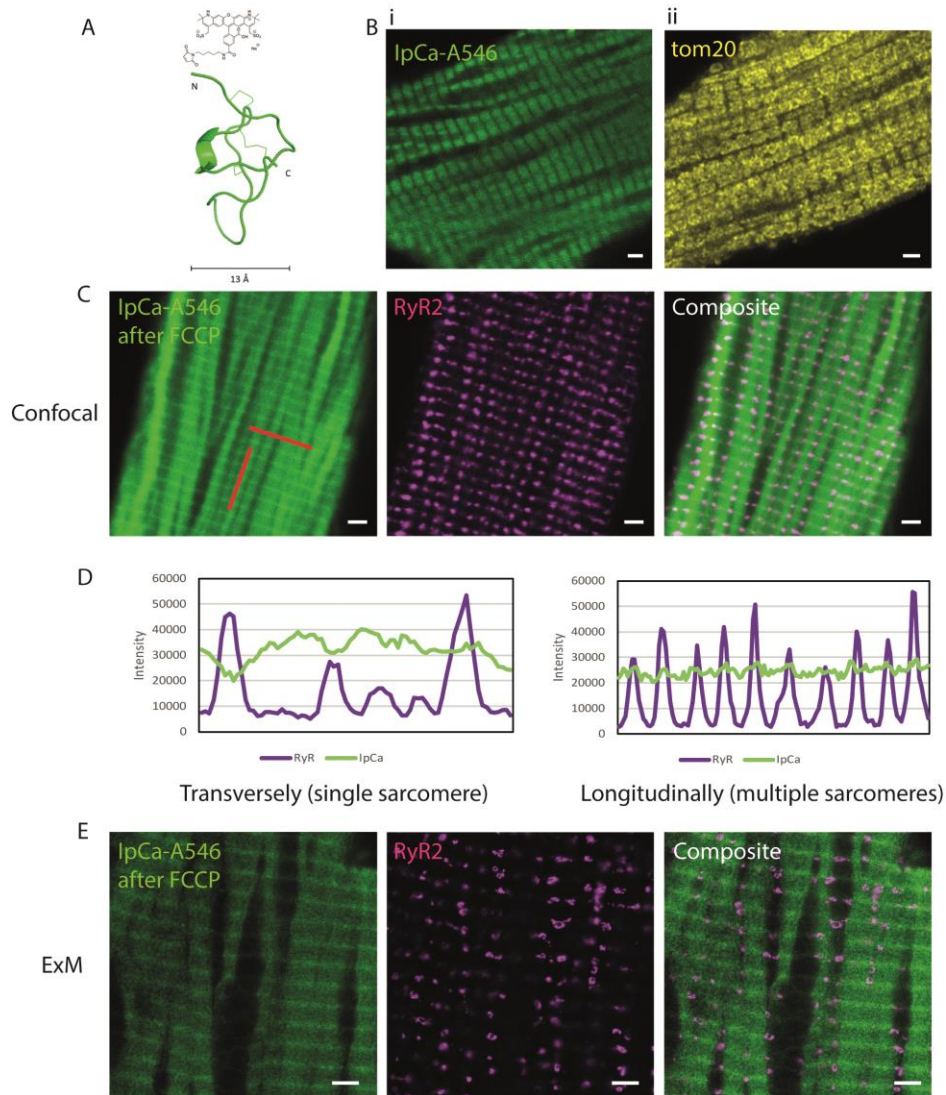 A
N
C
13 Å
B
i
IpCa-A546
ii
tom20
C
Confocal
IpCa-A546
after FCCP
RyR2
Composite
D
60000
50000
40000
30000
20000
10000
0
Intensity
RyR
IpCa
Transversely (single sarcomere)
60000
50000
40000
30000
20000
10000
0
Intensity
RyR
IpCa
Longitudinally (multiple sarcomeres)
E
ExM
IpCa-A546
after FCCP
RyR2
Composite